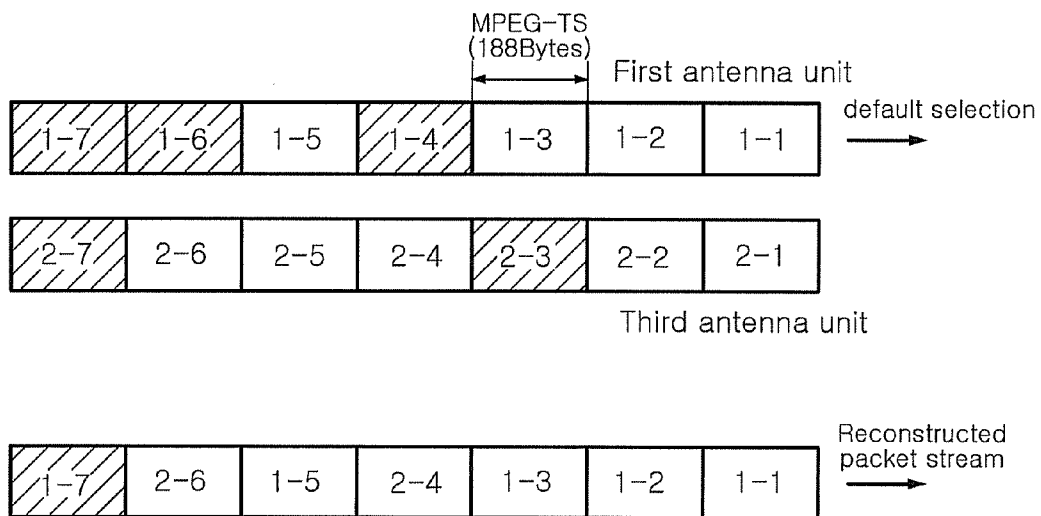 MPEG-TS
(188Bytes)
First antenna unit
default selection
1-7 1-6 1-5 1-4 1-3 1-2 1-1
2-7 2-6 2-5 2-4 2-3 2-2 2-1
Third antenna unit
Reconstructed
packet stream
1-7 2-6 1-5 2-4 1-3 1-2 1-1